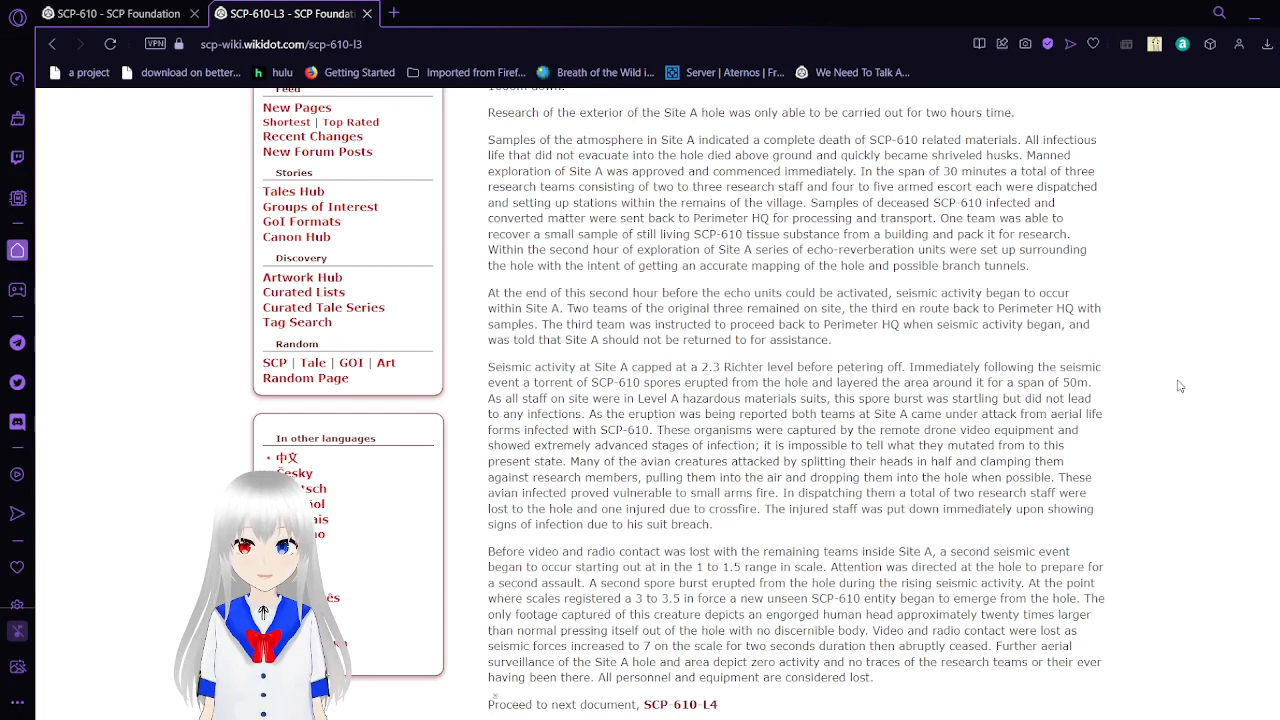 SCP-610 - SCP Foundation
SCP-610-L3 - SCP Foundati
VPN
scp-wiki.wikidot.com/scp-610-l3
a project
download on better...
hulu
Getting Started
Imported from Firef...
Breath of the Wild i...
Server | Aternos | Fr...
We Need To Talk A...
Feed
New Pages
Shortest | Top Rated
Recent Changes
New Forum Posts
Stories
Tales Hub
Groups of Interest
GoI Formats
Canon Hub
Discovery
Artwork Hub
Curated Lists
Curated Tale Series
Tag Search
Random
SCP | Tale | GOI | Art
Random Page
In other languages
中文
Česky
tsch
ol
ais
no
ês
1000m down.
Research of the exterior of the Site A hole was only able to be carried out for two hours time.
Samples of the atmosphere in Site A indicated a complete death of SCP-610 related materials. All infectious
life that did not evacuate into the hole died above ground and quickly became shriveled husks. Manned
exploration of Site A was approved and commenced immediately. In the span of 30 minutes a total of three
research teams consisting of two to three research staff and four to five armed escort each were dispatched
and setting up stations within the remains of the village. Samples of deceased SCP-610 infected and
converted matter were sent back to Perimeter HQ for processing and transport. One team was able to
recover a small sample of still living SCP-610 tissue substance from a building and pack it for research.
Within the second hour of exploration of Site A series of echo-reverberation units were set up surrounding
the hole with the intent of getting an accurate mapping of the hole and possible branch tunnels.
At the end of this second hour before the echo units could be activated, seismic activity began to occur
within Site A. Two teams of the original three remained on site, the third en route back to Perimeter HQ with
samples. The third team was instructed to proceed back to Perimeter HQ when seismic activity began, and
was told that Site A should not be returned to for assistance.
Seismic activity at Site A capped at a 2.3 Richter level before petering off. Immediately following the seismic
event a torrent of SCP-610 spores erupted from the hole and layered the area around it for a span of 50m.
As all staff on site were in Level A hazardous materials suits, this spore burst was startling but did not lead
to any infections. As the eruption was being reported both teams at Site A came under attack from aerial life
forms infected with SCP-610. These organisms were captured by the remote drone video equipment and
showed extremely advanced stages of infection; it is impossible to tell what they mutated from to this
present state. Many of the avian creatures attacked by splitting their heads in half and clamping them
against research members, pulling them into the air and dropping them into the hole when possible. These
avian infected proved vulnerable to small arms fire. In dispatching them a total of two research staff were
lost to the hole and one injured due to crossfire. The injured staff was put down immediately upon showing
signs of infection due to his suit breach.
Before video and radio contact was lost with the remaining teams inside Site A, a second seismic event
began to occur starting out at in the 1 to 1.5 range in scale. Attention was directed at the hole to prepare for
a second assault. A second spore burst erupted from the hole during the rising seismic activity. At the point
where scales registered a 3 to 3.5 in force a new unseen SCP-610 entity began to emerge from the hole. The
only footage captured of this creature depicts an engorged human head approximately twenty times larger
than normal pressing itself out of the hole with no discernible body. Video and radio contact were lost as
seismic forces increased to 7 on the scale for two seconds duration then abruptly ceased. Further aerial
surveillance of the Site A hole and area depict zero activity and no traces of the research teams or their ever
having been there. All personnel and equipment are considered lost.
Proceed to next document, SCP-610-L4